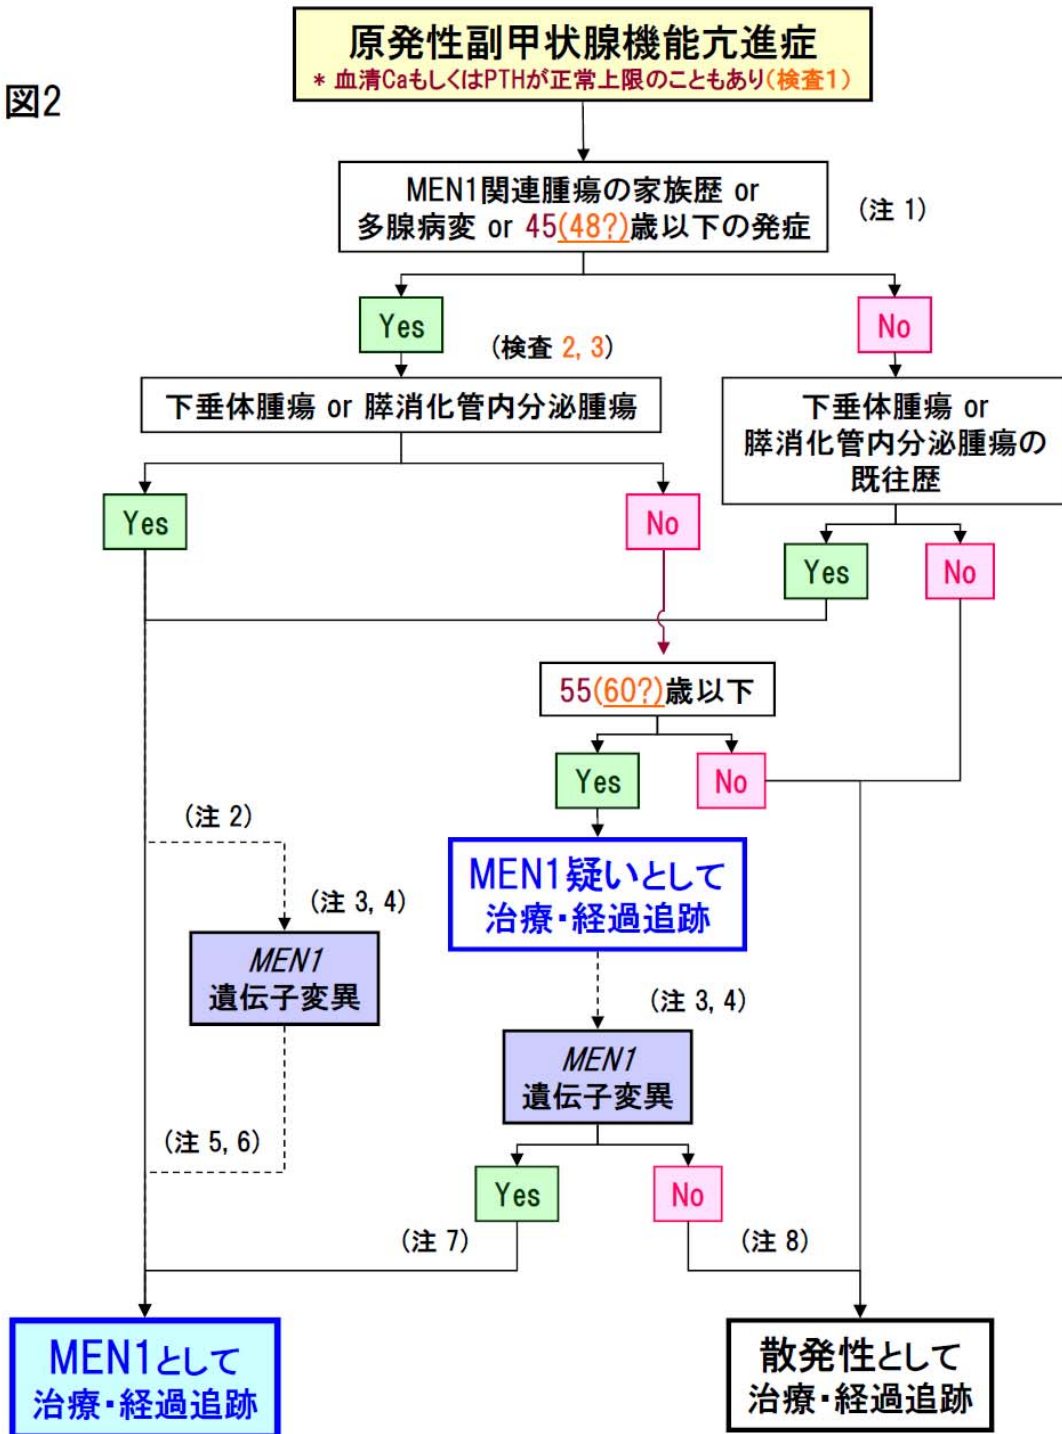 図2
原発性副甲状腺機能亢進症
* 血清CaもしくはPTHが正常上限のこともあり(検査1)
MEN1関連腫瘍の家族歴 or
多腺病変 or 45(48?)歳以下の発症
(注 1)
Yes
No
(検査 2, 3)
下垂体腫瘍 or 膵消化管内分泌腫瘍
下垂体腫瘍 or
膵消化管内分泌腫瘍の
既往歴
Yes
No
Yes
No
55(60?)歳以下
Yes
No
(注 2)
MEN1疑いとして
治療・経過追跡
(注 3, 4)
MEN1
遺伝子変異
(注 3, 4)
MEN1
遺伝子変異
(注 5, 6)
Yes
No
(注 7)
(注 8)
MEN1として
治療・経過追跡
散発性として
治療・経過追跡